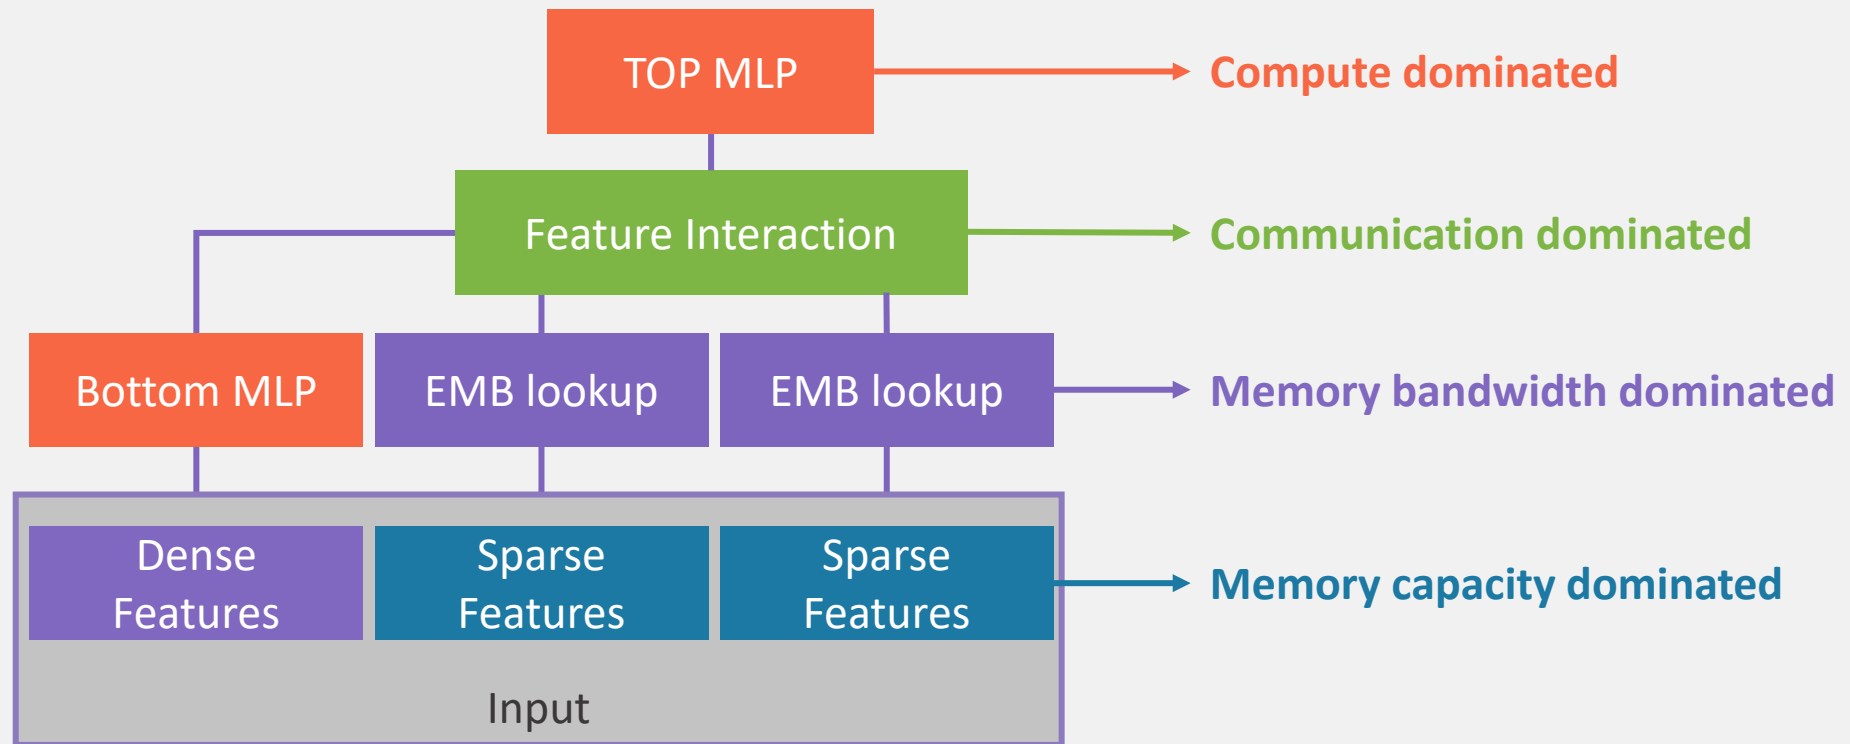 TOP MLP
Compute dominated
Feature Interaction
Communication dominated
Bottom MLP
EMB lookup
EMB lookup
Memory bandwidth dominated
Dense
Features
Sparse
Features
Sparse
Features
Memory capacity dominated
Input